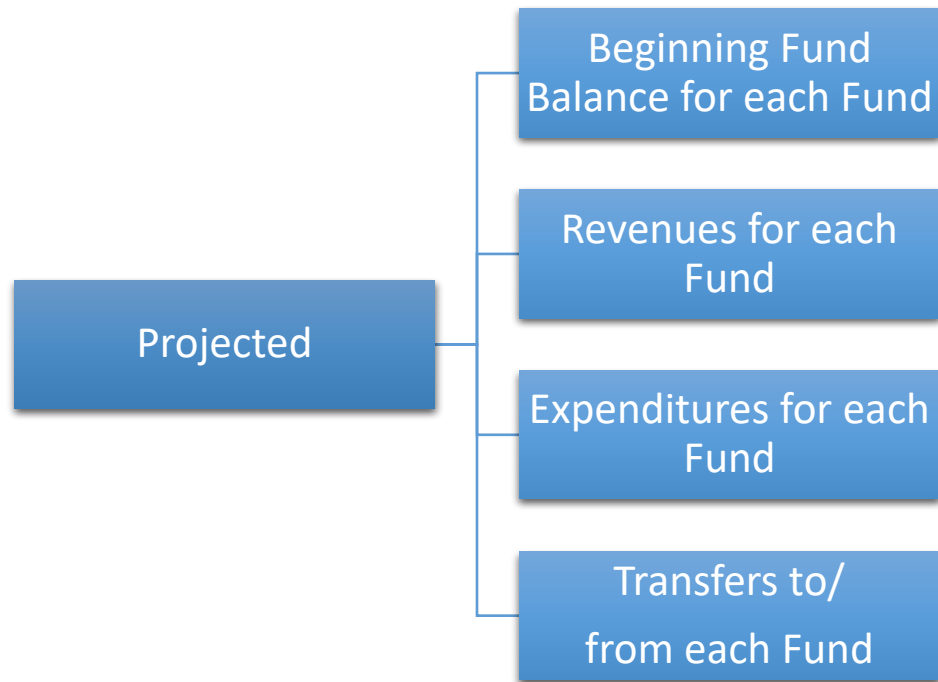 Projected
Beginning Fund
Balance for each Fund
Revenues for each
Fund
Expenditures for each
Fund
Transfers to/
from each Fund